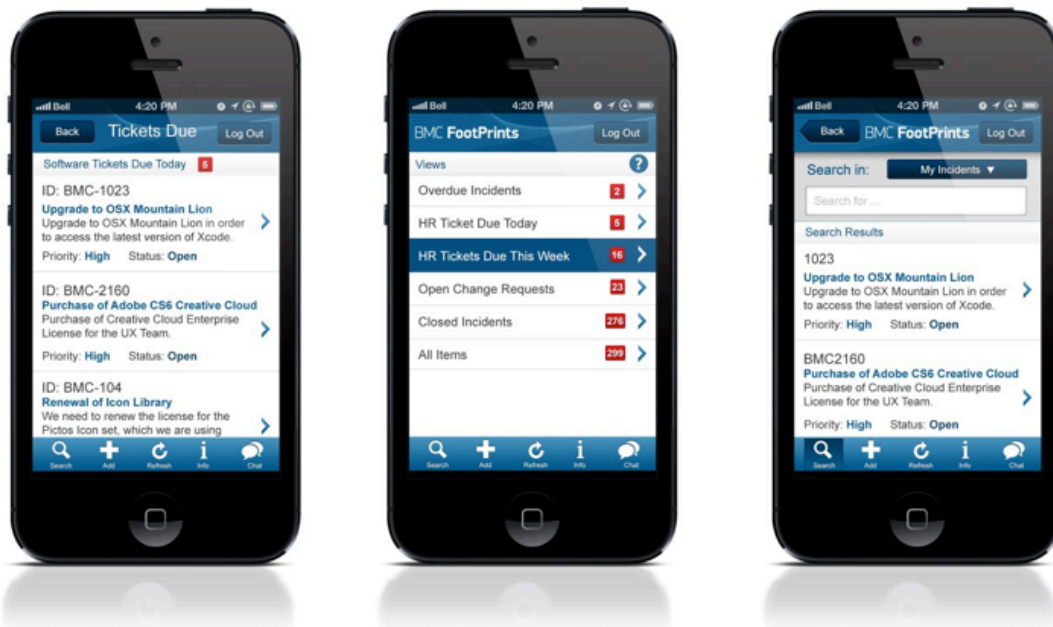 Bell 4:20 PM
Back Tickets Due Log Out
Software Tickets Due Today 5
ID: BMC-1023
Upgrade to OSX Mountain Lion
Upgrade to OSX Mountain Lion in order
to access the latest version of Xcode.
Priority: High Status: Open
ID: BMC-2160
Purchase of Adobe CS6 Creative Cloud
Purchase of Creative Cloud Enterprise
License for the UX Team.
Priority: High Status: Open
ID: BMC-104
Renewal of Icon Library
We need to renew the license for the
Pictos Icon set, which we are using
Search Add Refresh Info Chat
Bell 4:20 PM
BMC FootPrints Log Out
Views ?
Overdue Incidents 2
HR Ticket Due Today 5
HR Tickets Due This Week 16
Open Change Requests 23
Closed Incidents 276
All Items 299
Search Add Refresh Info Chat
Bell 4:20 PM
Back BMC FootPrints Log Out
Search in: My Incidents ▼
Search for ...
Search Results
1023
Upgrade to OSX Mountain Lion
Upgrade to OSX Mountain Lion in order
to access the latest version of Xcode.
Priority: High Status: Open
BMC2160
Purchase of Adobe CS6 Creative Cloud
Purchase of Creative Cloud Enterprise
License for the UX Team.
Priority: High Status: Open
Search Add Refresh Info Chat